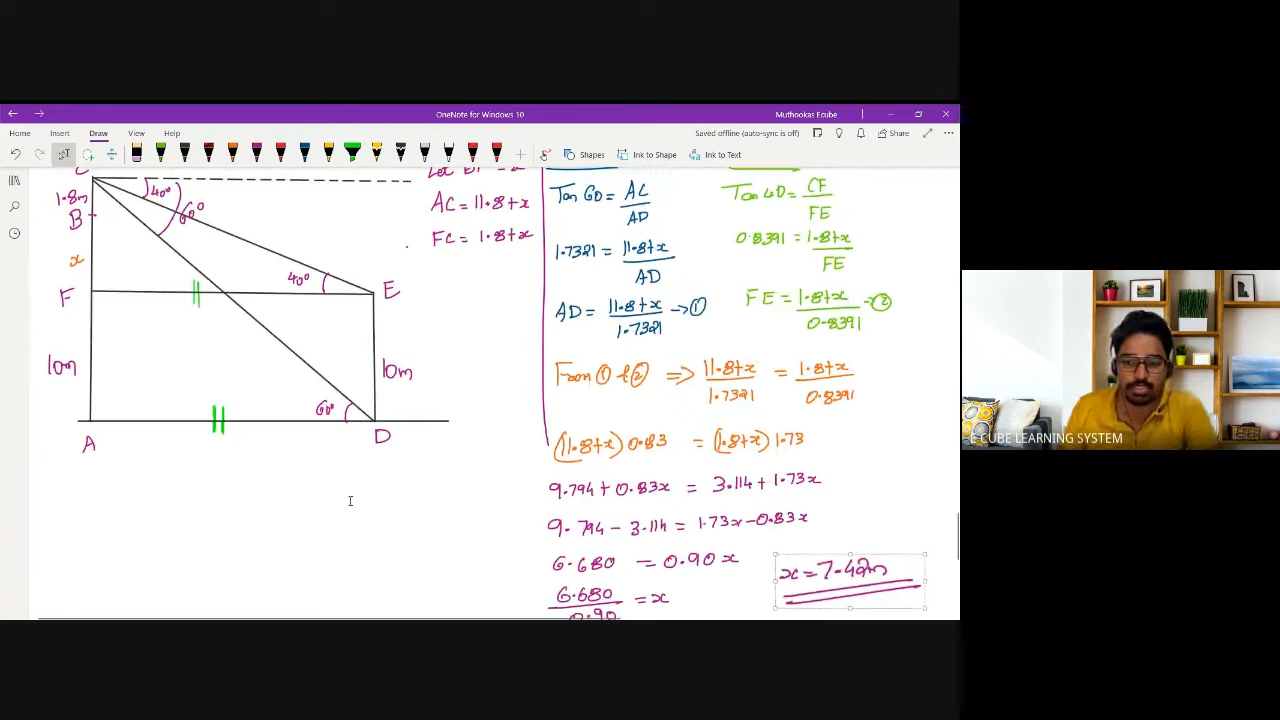 OneNote for Windows 10
Muthookas Ecube
Home Insert Draw View Help
Saved offline (auto-sync is off)
Share
Shapes
Ink to Shape
Ink to Text
C
1.8m
B
x
F
10m
A
40°
60°
40°
E
10m
60°
D
AC = 11.8+x
FC = 1.8+x
Tan 60 = AC / AD
1.7321 = 11.8+x / AD
AD = 11.8+x / 1.7321 → ①
Tan 40 = CF / FE
0.8391 = 1.8+x / FE
FE = 1.8+x / 0.8391 → ②
From ① & ② ⇒ 11.8+x / 1.7321 = 1.8+x / 0.8391
(11.8+x) 0.83 = (1.8+x) 1.73
9.794 + 0.83x = 3.114 + 1.73x
9.794 - 3.114 = 1.73x - 0.83x
6.680 = 0.90x
6.680 / 0.90 = x
x = 7.42m
E CUBE LEARNING SYSTEM